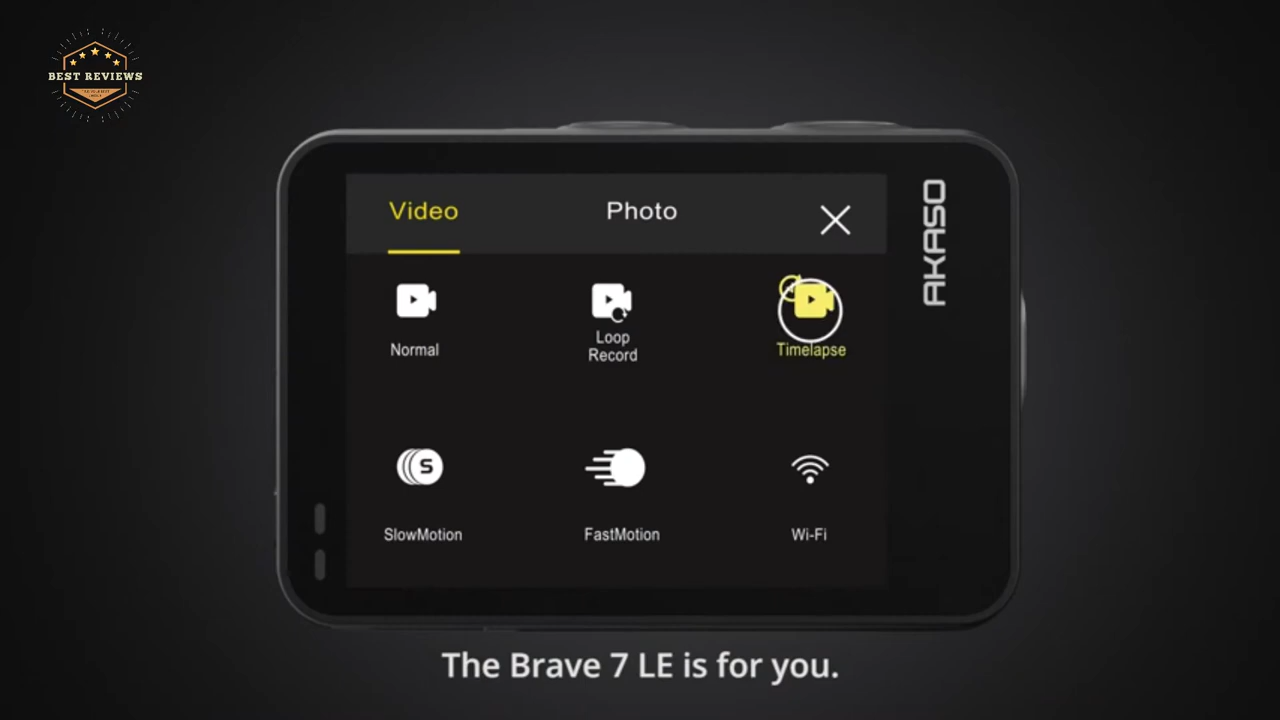 BEST REVIEWS
Video
Photo
AKASO
Normal
Loop
Record
Timelapse
S
SlowMotion
FastMotion
Wi-Fi
The Brave 7 LE is for you.